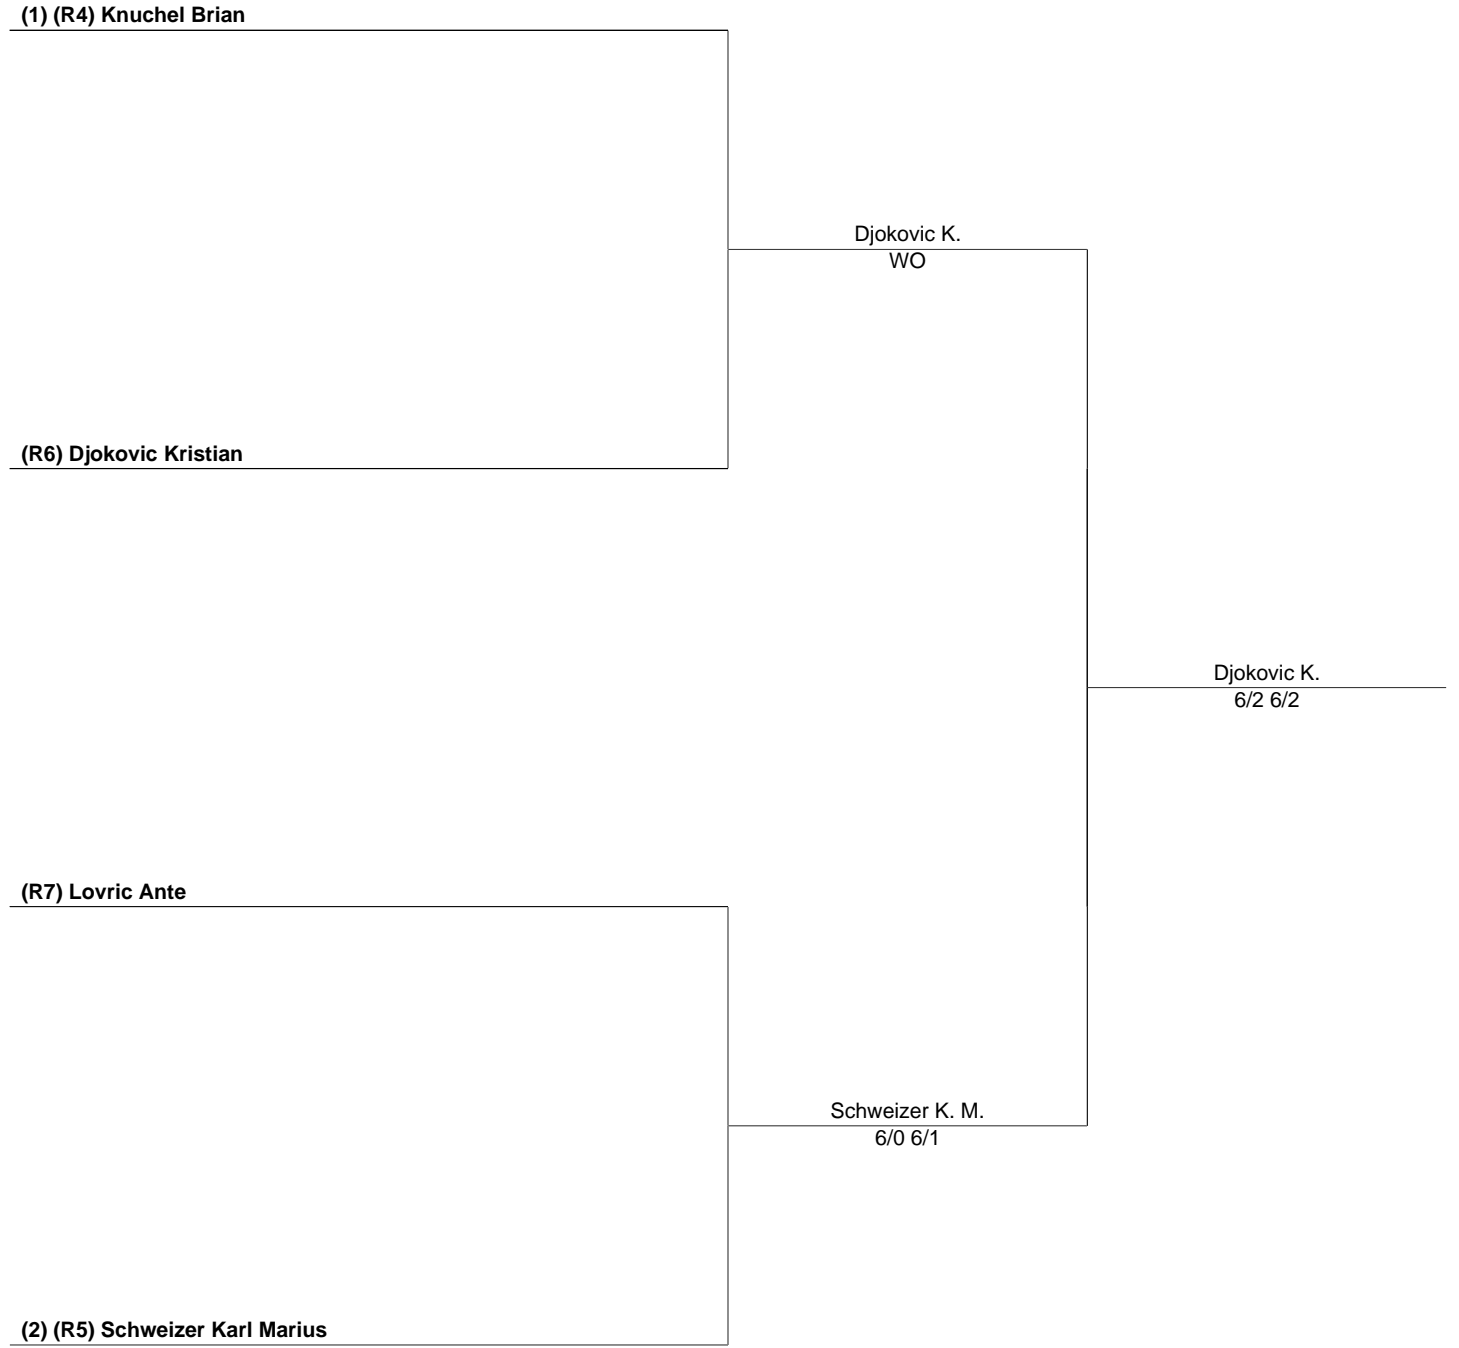 (1) (R4) Knuchel Brian
Djokovic K.
WO
(R6) Djokovic Kristian
Djokovic K.
6/2 6/2
(R7) Lovric Ante
Schweizer K. M.
6/0 6/1
(2) (R5) Schweizer Karl Marius